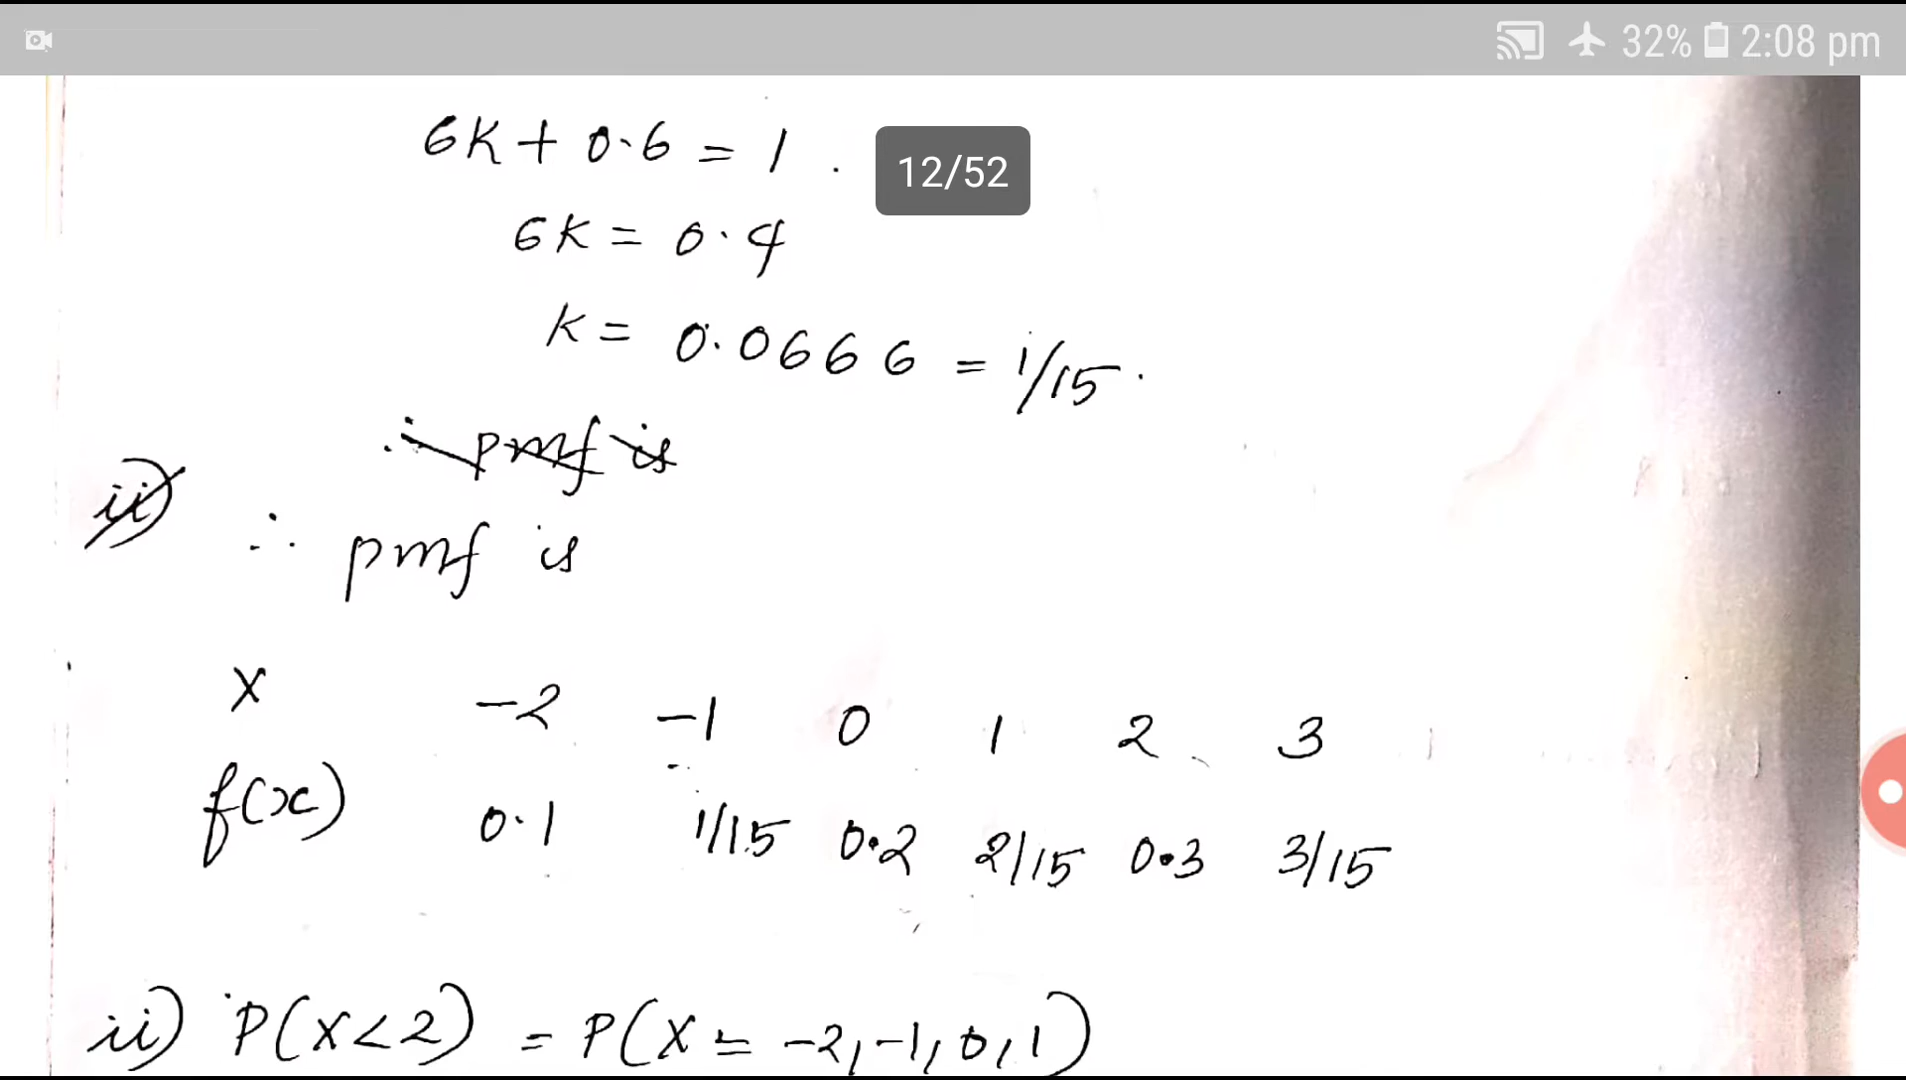 32% 2:08 pm
6K + 0.6 = 1 .
12/52
6K = 0.4
K = 0.0666 = 1/15.
∴ pmf is
ii)
∴ pmf is
X -2 -1 0 1 2 3
f(x) 0.1 1/15 0.2 2/15 0.3 3/15
ii) P(X<2) = P(X = -2,-1,0,1)